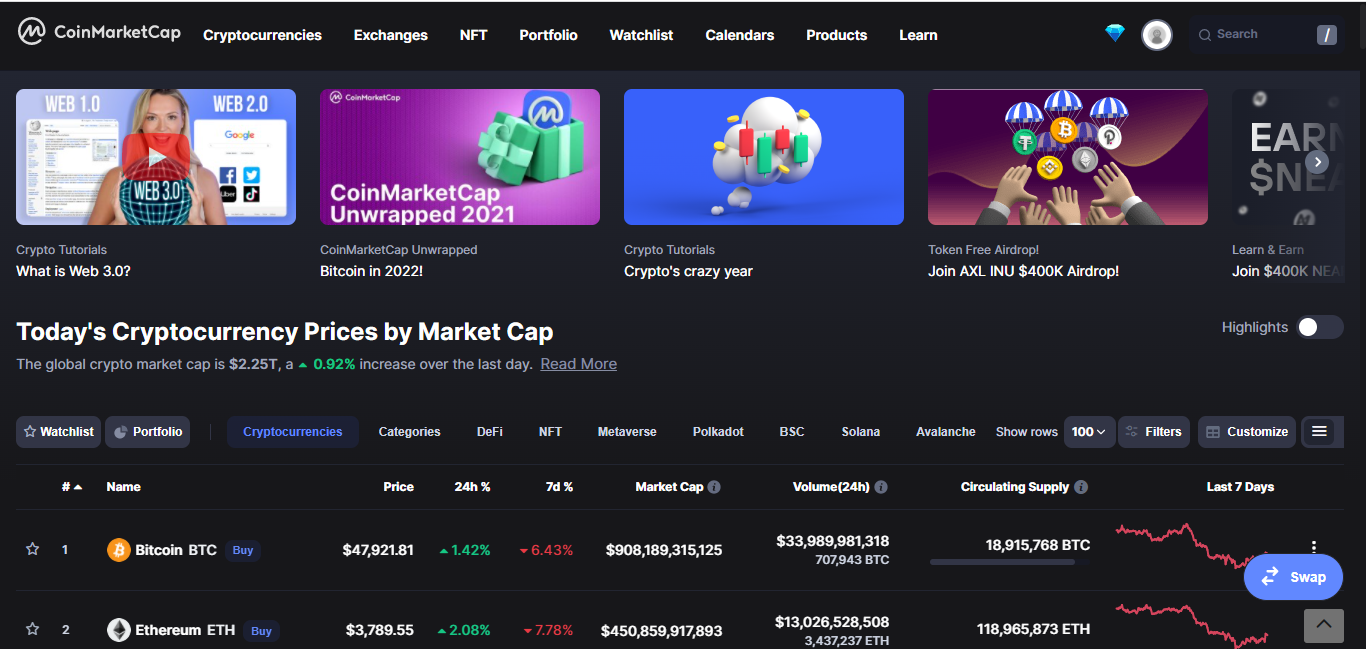 CoinMarketCap
Cryptocurrencies Exchanges NFT Portfolio Watchlist Calendars Products Learn
Search /
WEB 1.0 WEB 2.0
Google
WEB 3.0
CoinMarketCap
CoinMarketCap
Unwrapped 2021
EARN
$NEA
Crypto Tutorials
What is Web 3.0?
CoinMarketCap Unwrapped
Bitcoin in 2022!
Crypto Tutorials
Crypto's crazy year
Token Free Airdrop!
Join AXL INU $400K Airdrop!
Learn & Earn
Join $400K NEA
Today's Cryptocurrency Prices by Market Cap
Highlights
The global crypto market cap is $2.25T, a 0.92% increase over the last day. Read More
Watchlist Portfolio Cryptocurrencies Categories DeFi NFT Metaverse Polkadot BSC Solana Avalanche Show rows 100 Filters Customize
# Name Price 24h % 7d % Market Cap Volume(24h) Circulating Supply Last 7 Days
1 Bitcoin BTC Buy $47,921.81 1.42% 6.43% $908,189,315,125 $33,989,981,318 18,915,768 BTC
707,943 BTC
Swap
2 Ethereum ETH Buy $3,789.55 2.08% 7.78% $450,859,917,893 $13,026,528,508 118,965,873 ETH
3,437,237 ETH